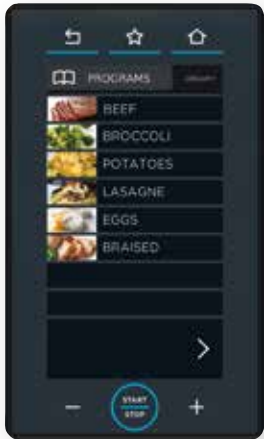 PROGRAMS
BEEF
BROCCOLI
POTATOES
LASAGNE
EGGS
BRAISED
START
STOP